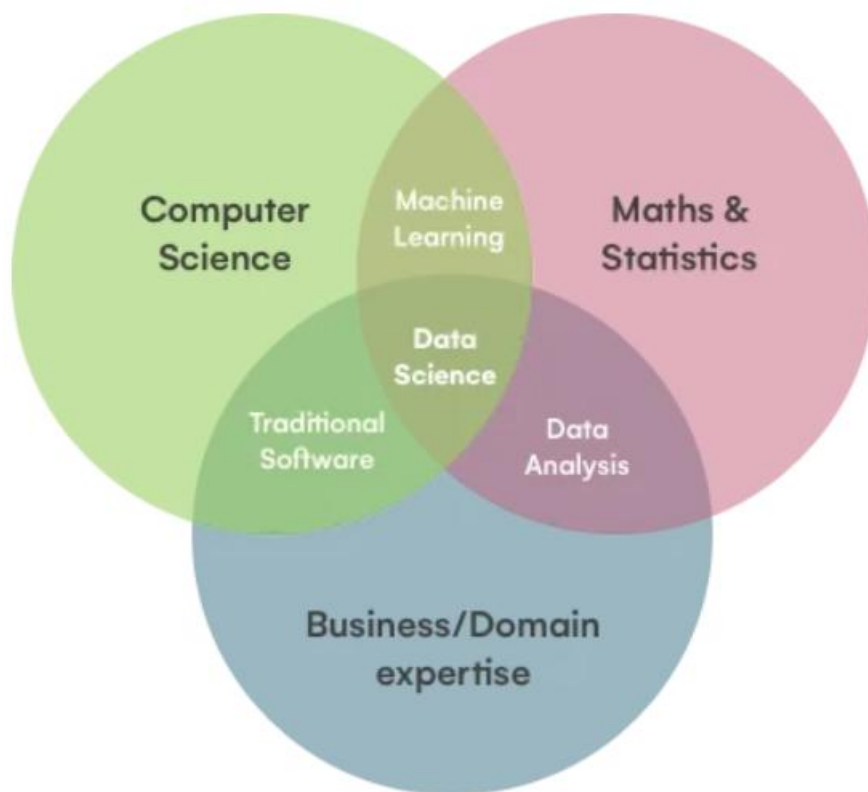 Computer
Science
Machine
Learning
Maths &
Statistics
Data
Science
Traditional
Software
Data
Analysis
Business/Domain
expertise